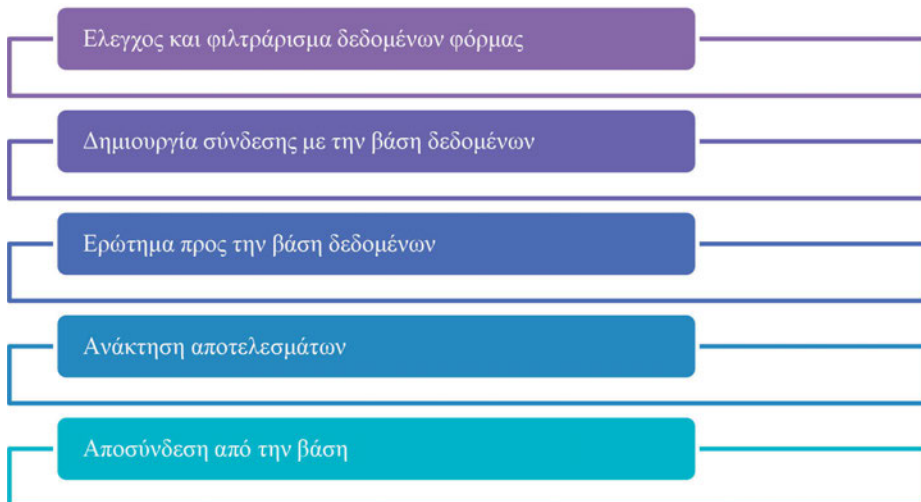 Ελεγχος και φιλτράρισμα δεδομένων φόρμας
Δημιουργία σύνδεσης με την βάση δεδομένων
Ερώτημα προς την βάση δεδομένων
Ανάκτηση αποτελεσμάτων
Αποσύνδεση από την βάση